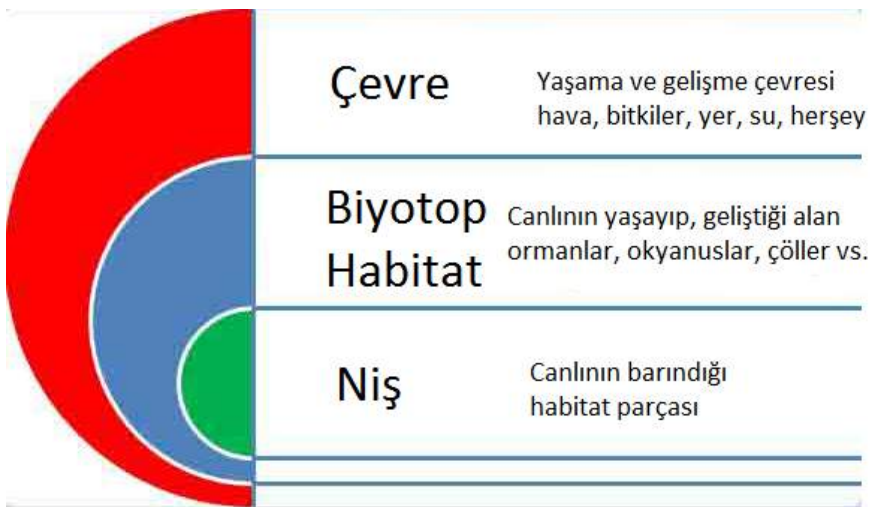 Çevre
Yaşama ve gelişme çevresi
hava, bitkiler, yer, su, herşey
Biyotop
Habitat
Canlının yaşayıp, geliştiği alan
ormanlar, okyanuslar, çöller vs.
Niş
Canlının barındığı
habitat parçası